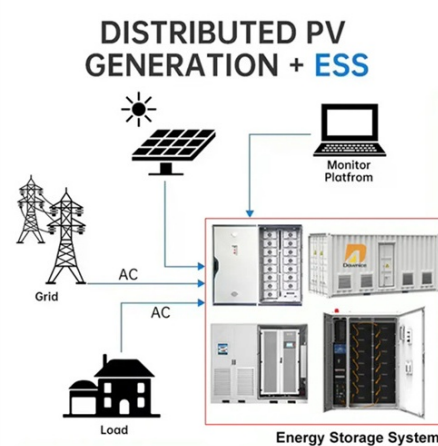 DISTRIBUTED PV
GENERATION + ESS
Monitor
Platfrom
Grid
AC
AC
Load
Energy Storage System